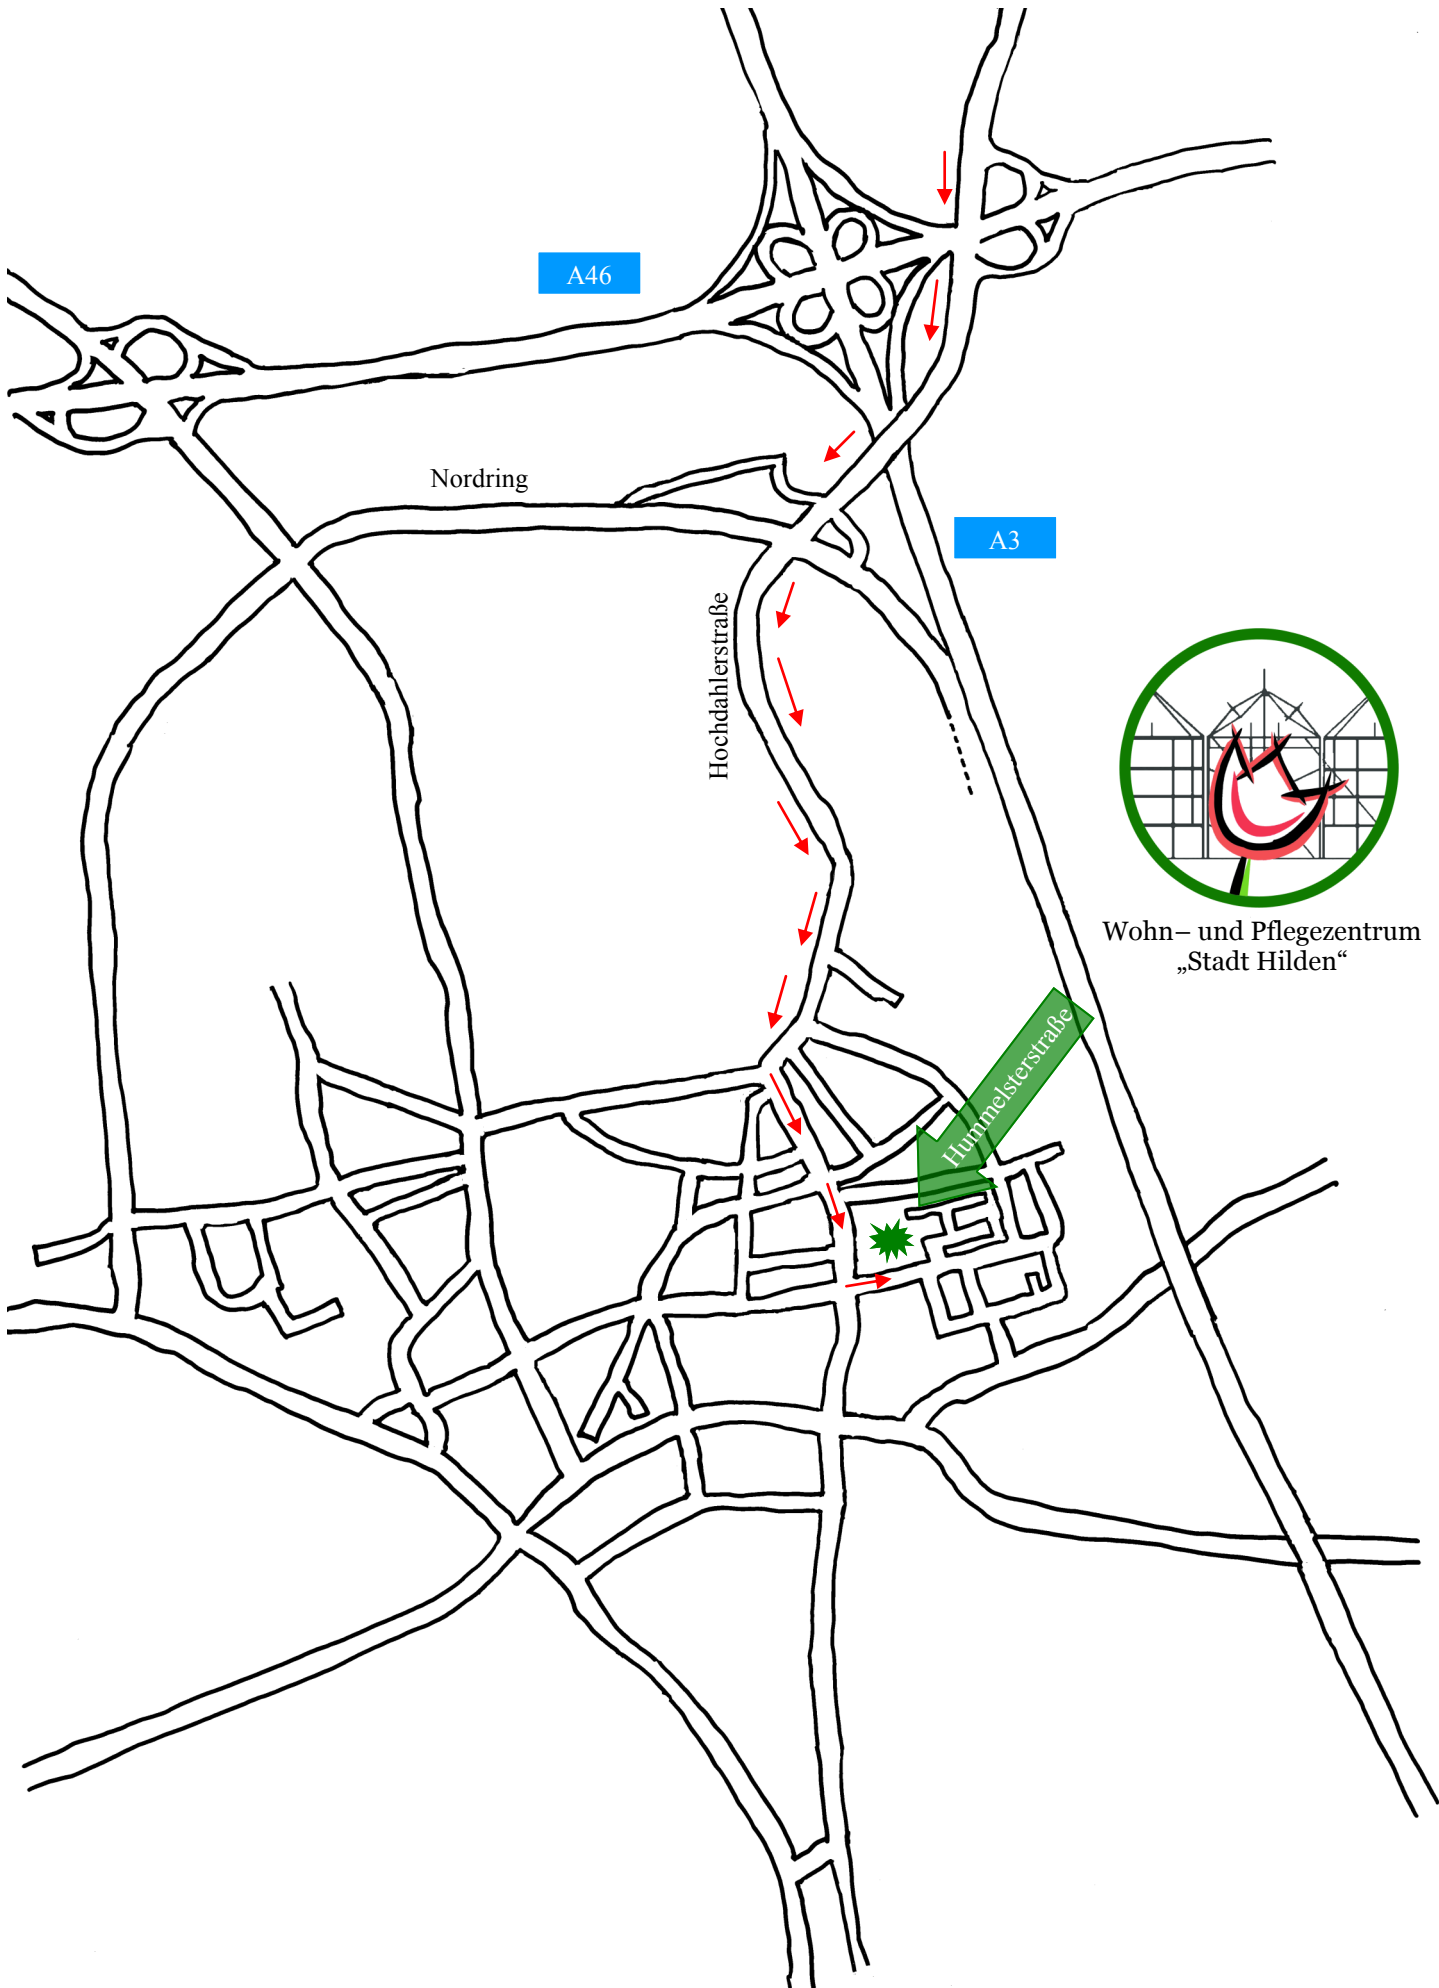 A46
Nordring
A3
Hochdahlerstraße
Wohn– und Pflegezentrum
„Stadt Hilden“
Hummelsterstraße